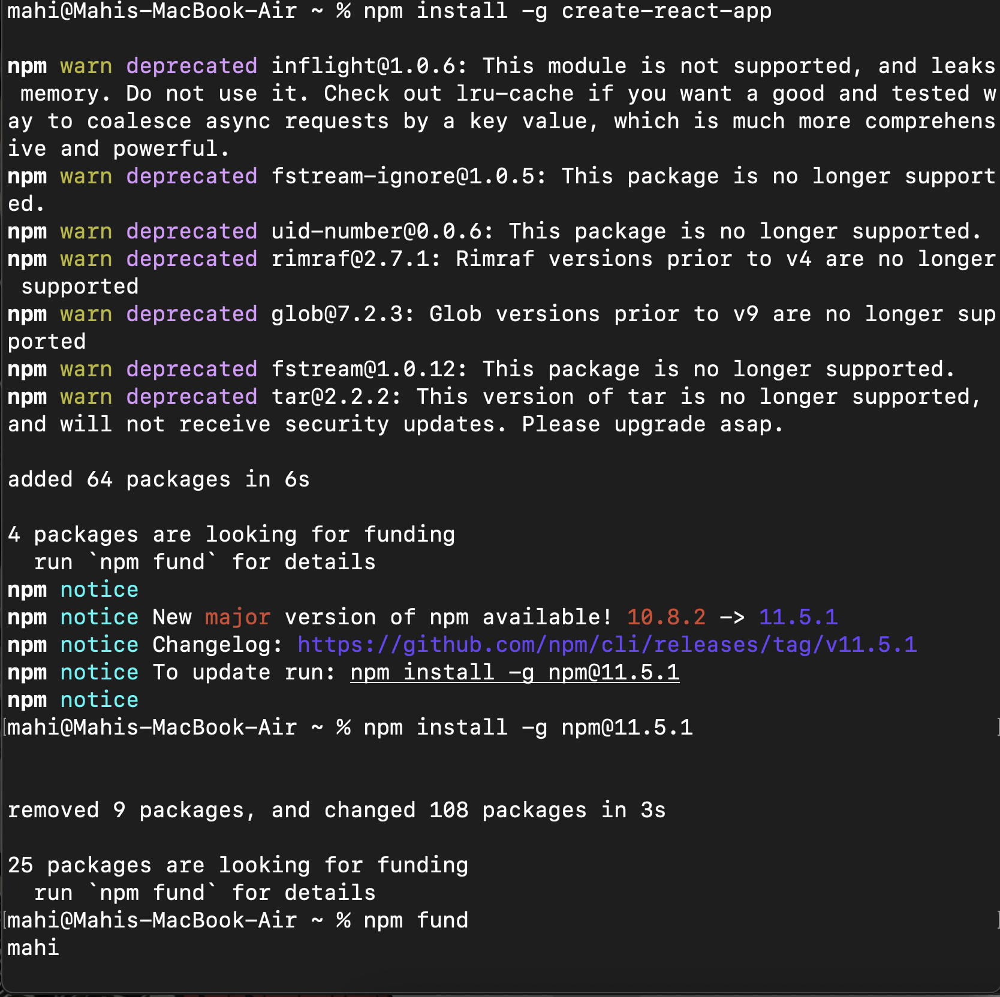 mahi@Mahis-MacBook-Air ~ % npm install -g create-react-app
npm warn deprecated inflight@1.0.6: This module is not supported, and leaks
 memory. Do not use it. Check out lru-cache if you want a good and tested w
ay to coalesce async requests by a key value, which is much more comprehens
ive and powerful.
npm warn deprecated fstream-ignore@1.0.5: This package is no longer support
ed.
npm warn deprecated uid-number@0.0.6: This package is no longer supported.
npm warn deprecated rimraf@2.7.1: Rimraf versions prior to v4 are no longer
 supported
npm warn deprecated glob@7.2.3: Glob versions prior to v9 are no longer sup
ported
npm warn deprecated fstream@1.0.12: This package is no longer supported.
npm warn deprecated tar@2.2.2: This version of tar is no longer supported,
and will not receive security updates. Please upgrade asap.
added 64 packages in 6s
4 packages are looking for funding
  run `npm fund` for details
npm notice
npm notice New major version of npm available! 10.8.2 -> 11.5.1
npm notice Changelog: https://github.com/npm/cli/releases/tag/v11.5.1
npm notice To update run: npm install -g npm@11.5.1
npm notice
[mahi@Mahis-MacBook-Air ~ % npm install -g npm@11.5.1 ]
removed 9 packages, and changed 108 packages in 3s
25 packages are looking for funding
  run `npm fund` for details
[mahi@Mahis-MacBook-Air ~ % npm fund ]
mahi